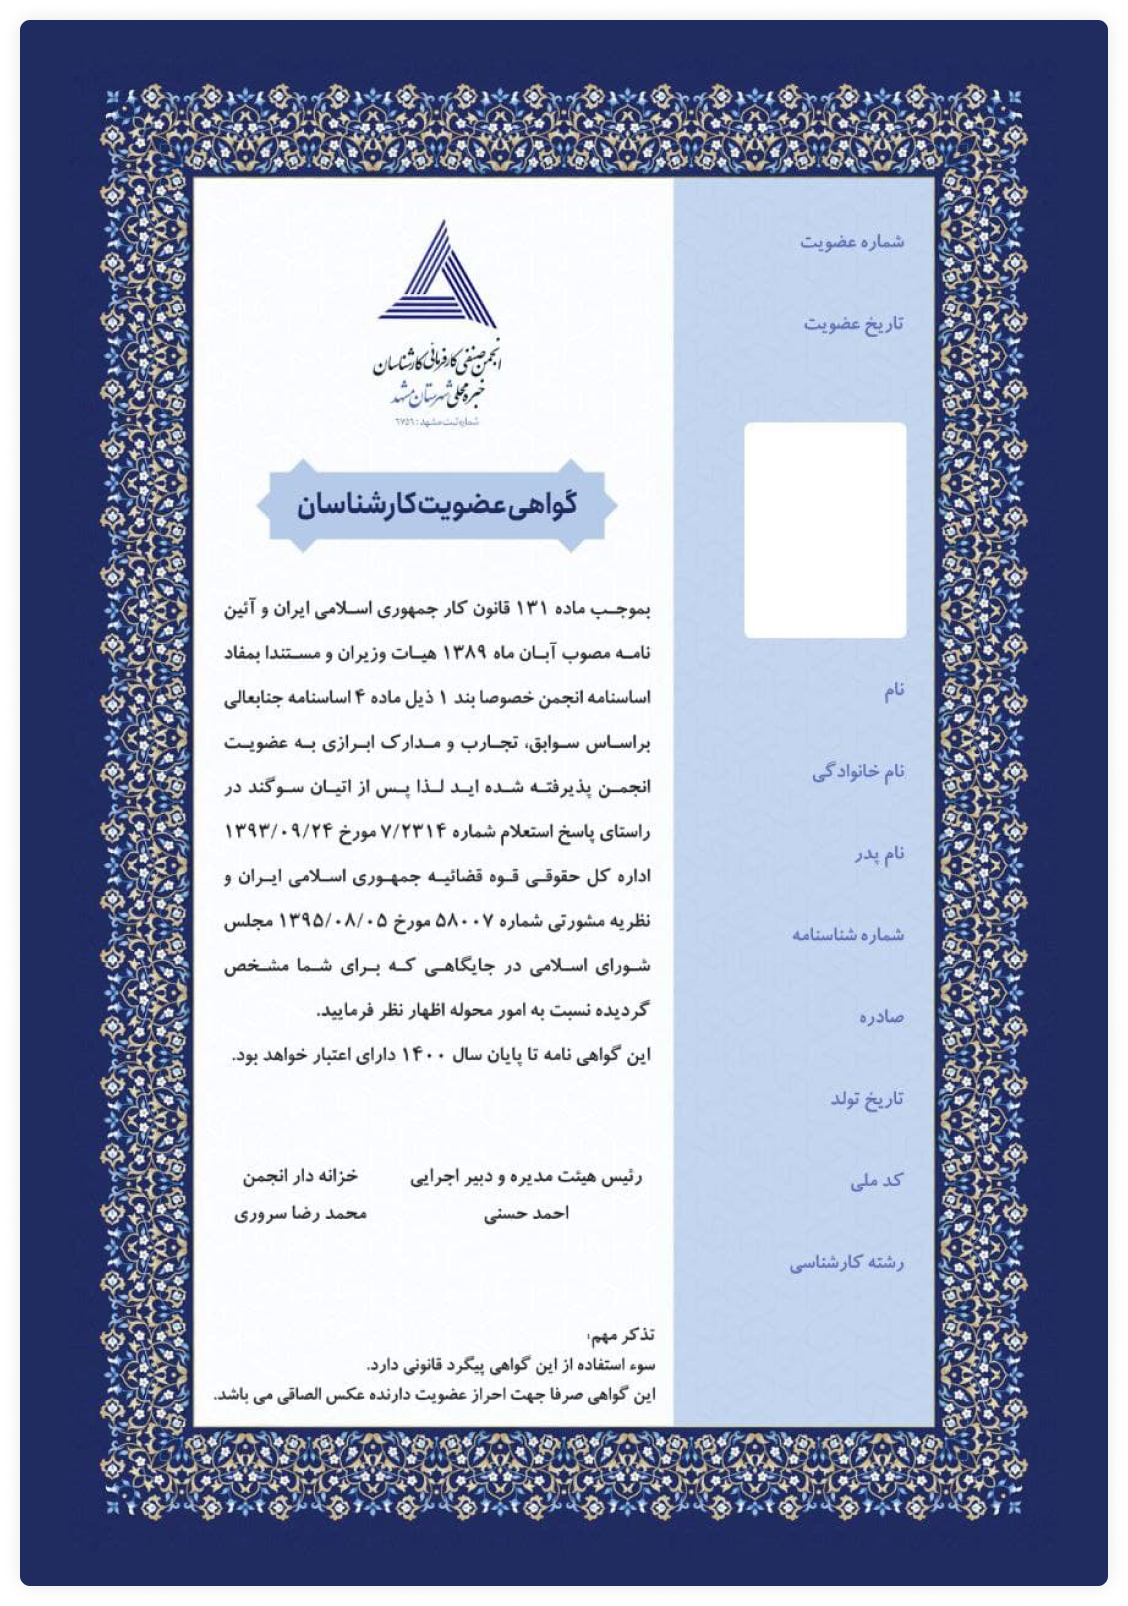 شماره عضویت
تاریخ عضویت
نام
نام خانوادگی
نام پدر
شماره شناسنامه
صادره
تاریخ تولد
کد ملی
رشته کارشناسی
انجمن صنفی کارفرمائی کارشناسان
خبره محلی شهرستان مشهد
شماره ثبت مشهد : ۶۷۵۶
گواهی عضویت کارشناسان
بموجب ماده ۱۳۱ قانون کار جمهوری اسلامی ایران و آئین
نامه مصوب آبان ماه ۱۳۸۹ هیات وزیران و مستندا بمفاد
اساسنامه انجمن خصوصا بند ۱ ذیل ماده ۴ اساسنامه جنابعالی
براساس سوابق، تجارب و مدارک ابرازی به عضویت
انجمن پذیرفته شده اید لذا پس از اتیان سوگند در
راستای پاسخ استعلام شماره ۷/۲۳۱۴ مورخ ۱۳۹۳/۰۹/۲۴
اداره کل حقوقی قوه قضائیه جمهوری اسلامی ایران و
نظریه مشورتی شماره ۵۸۰۰۷ مورخ ۱۳۹۵/۰۸/۰۵ مجلس
شورای اسلامی در جایگاهی که برای شما مشخص
گردیده نسبت به امور محوله اظهار نظر فرمایید.
این گواهی نامه تا پایان سال ۱۴۰۰ دارای اعتبار خواهد بود.
رئیس هیئت مدیره و دبیر اجرایی
احمد حسنی
خزانه دار انجمن
محمد رضا سروری
تذکر مهم؛
سوء استفاده از این گواهی پیگرد قانونی دارد.
این گواهی صرفا جهت احراز عضویت دارنده عکس الصاقی می باشد.